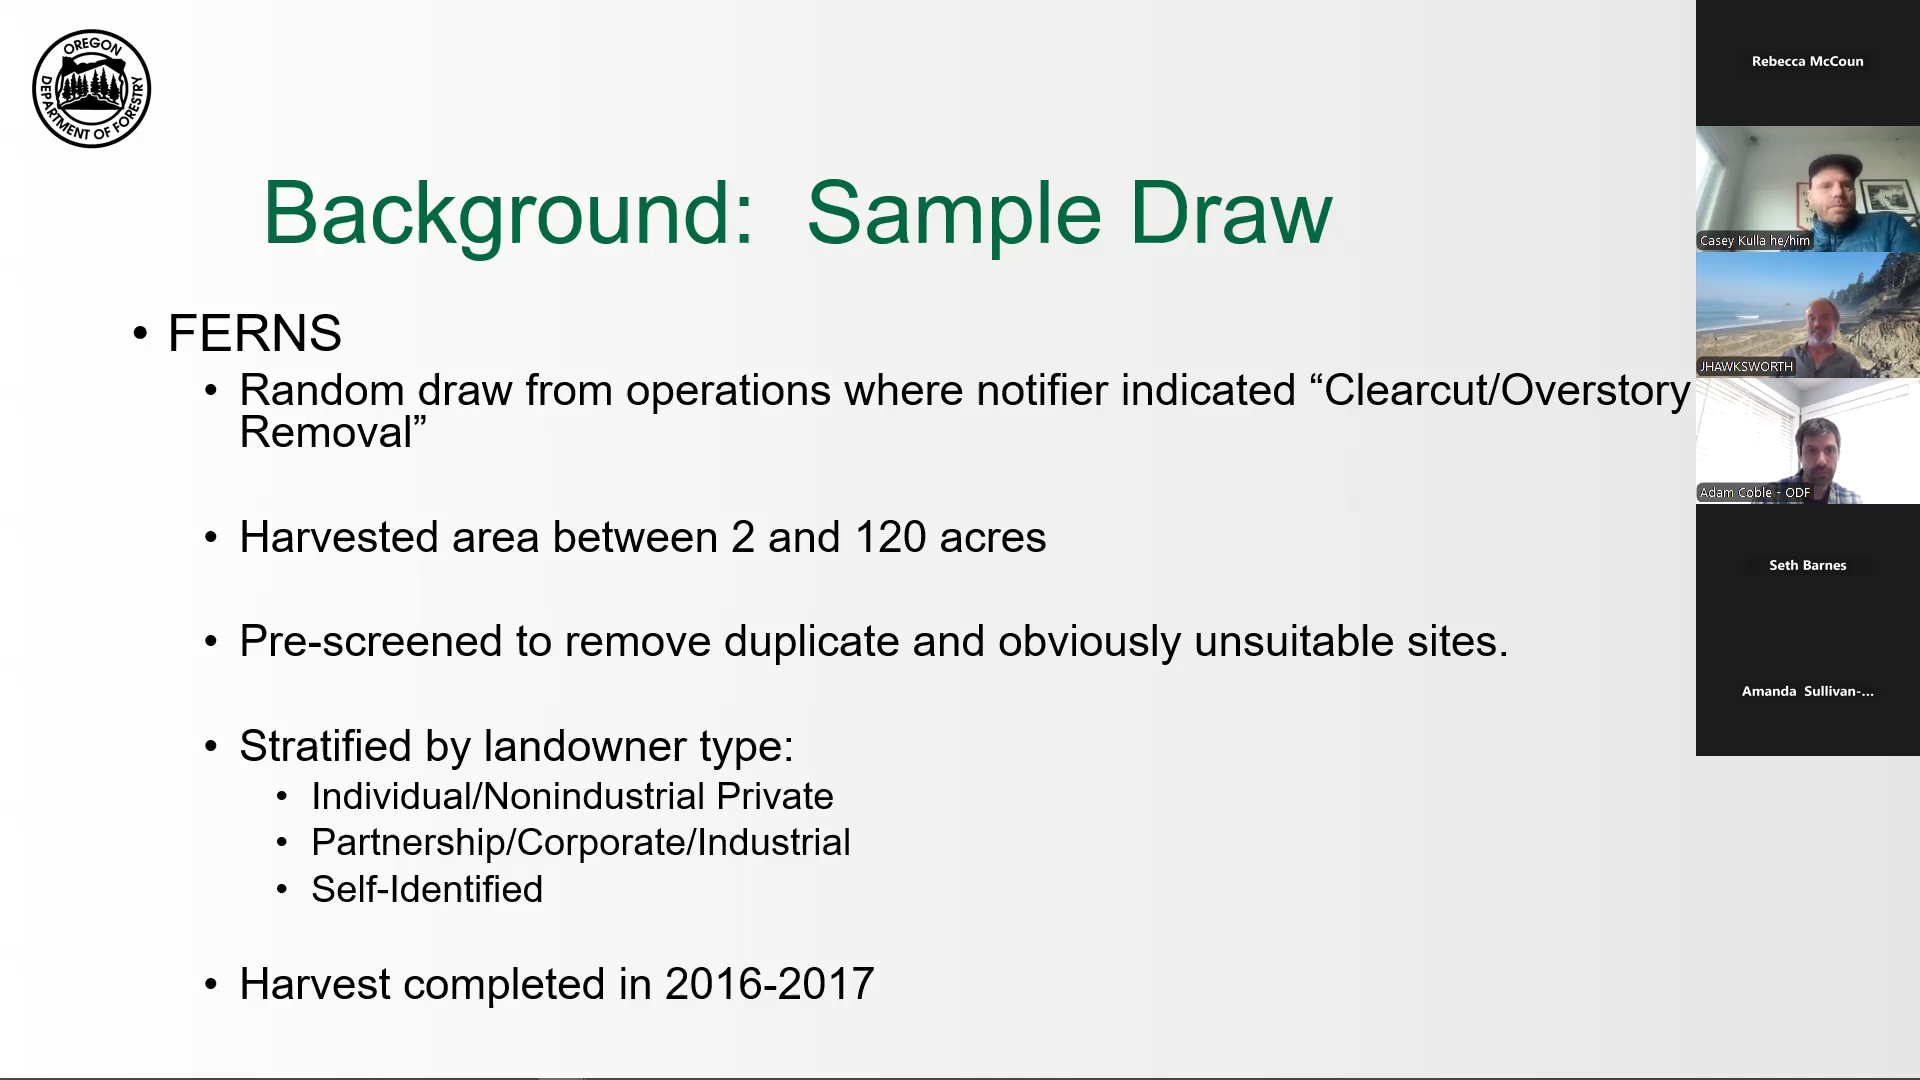 OREGON
DEPARTMENT OF FORESTRY
Background: Sample Draw
• FERNS
• Random draw from operations where notifier indicated “Clearcut/Overstory
Removal”
• Harvested area between 2 and 120 acres
• Pre-screened to remove duplicate and obviously unsuitable sites.
• Stratified by landowner type:
• Individual/Nonindustrial Private
• Partnership/Corporate/Industrial
• Self-Identified
• Harvest completed in 2016-2017
Rebecca McCoun
Casey Kulla he/him
JHAWKSWORTH
Adam Coble - ODF
Seth Barnes
Amanda Sullivan-...